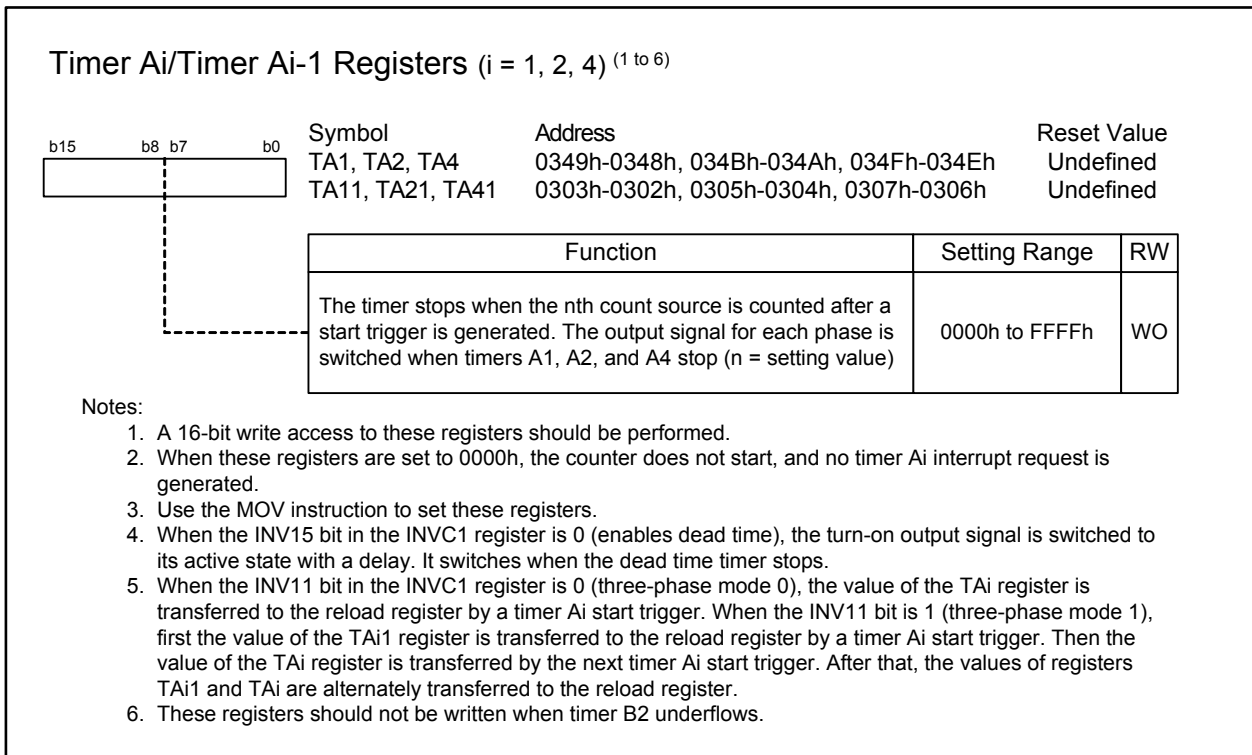 Timer Ai/Timer Ai-1 Registers (i = 1, 2, 4) (1 to 6)
b15 b8 b7 b0
Symbol Address Reset Value
TA1, TA2, TA4 0349h-0348h, 034Bh-034Ah, 034Fh-034Eh Undefined
TA11, TA21, TA41 0303h-0302h, 0305h-0304h, 0307h-0306h Undefined
Function Setting Range RW
The timer stops when the nth count source is counted after a
start trigger is generated. The output signal for each phase is
switched when timers A1, A2, and A4 stop (n = setting value)
0000h to FFFFh WO
Notes:
1. A 16-bit write access to these registers should be performed.
2. When these registers are set to 0000h, the counter does not start, and no timer Ai interrupt request is
generated.
3. Use the MOV instruction to set these registers.
4. When the INV15 bit in the INVC1 register is 0 (enables dead time), the turn-on output signal is switched to
its active state with a delay. It switches when the dead time timer stops.
5. When the INV11 bit in the INVC1 register is 0 (three-phase mode 0), the value of the TAi register is
transferred to the reload register by a timer Ai start trigger. When the INV11 bit is 1 (three-phase mode 1),
first the value of the TAi1 register is transferred to the reload register by a timer Ai start trigger. Then the
value of the TAi register is transferred by the next timer Ai start trigger. After that, the values of registers
TAi1 and TAi are alternately transferred to the reload register.
6. These registers should not be written when timer B2 underflows.